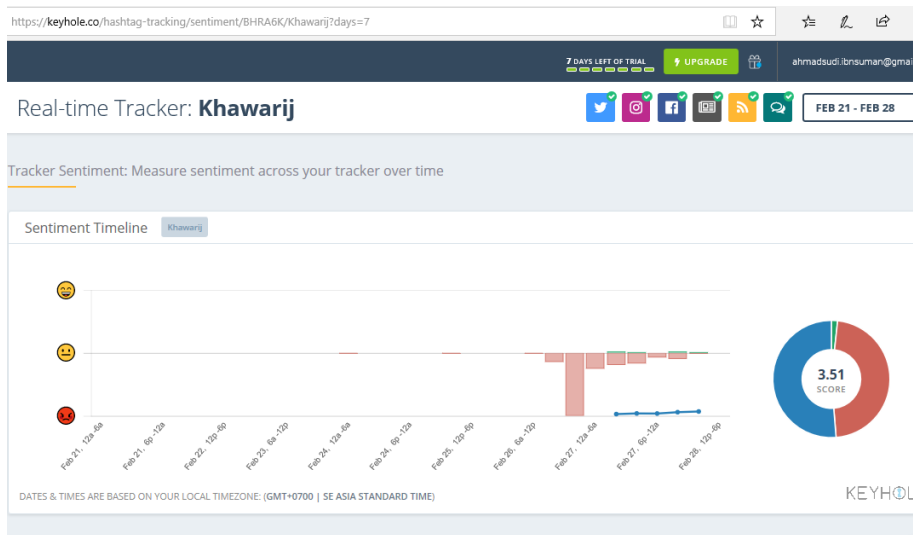 https://keyhole.co/hashtag-tracking/sentiment/BHRA6K/Khawarij?days=7
7 DAYS LEFT OF TRIAL
UPGRADE
ahmadsudi.ibnsuman@gmai
Real-time Tracker: Khawarij
FEB 21 - FEB 28
Tracker Sentiment: Measure sentiment across your tracker over time
Sentiment Timeline
Khawarij
3.51
SCORE
Feb 21, 12a-6a
Feb 21, 6p-12a
Feb 22, 12p-6p
Feb 23, 6a-12p
Feb 24, 12a-6a
Feb 24, 6p-12a
Feb 25, 12p-6p
Feb 26, 6a-12p
Feb 27, 12a-6a
Feb 27, 6p-12a
Feb 28, 12p-6p
DATES & TIMES ARE BASED ON YOUR LOCAL TIMEZONE: (GMT+0700 | SE ASIA STANDARD TIME)
KEYHOL